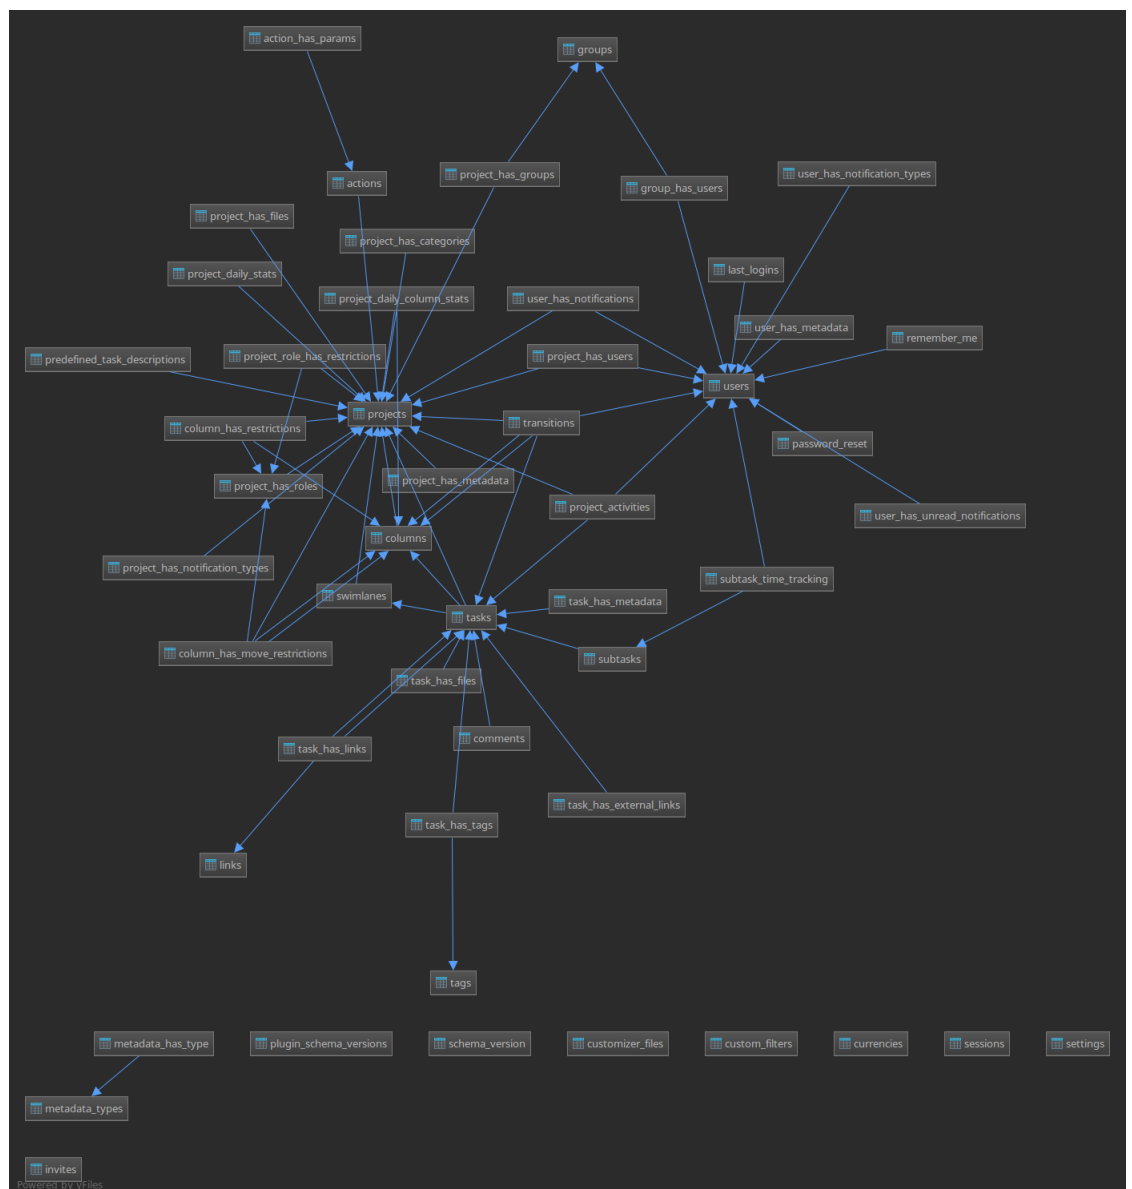 action_has_params
groups
project_has_groups
user_has_notification_types
actions
group_has_users
project_has_files
project_has_categories
last_logins
project_daily_stats
project_daily_column_stats
user_has_notifications
user_has_metadata
remember_me
project_role_has_restrictions
project_has_users
predefined_task_descriptions
users
projects
transitions
column_has_restrictions
password_reset
project_has_metadata
project_has_roles
project_activities
user_has_unread_notifications
columns
project_has_notification_types
subtask_time_tracking
swimlanes
task_has_metadata
tasks
column_has_move_restrictions
subtasks
task_has_files
comments
task_has_links
task_has_external_links
task_has_tags
links
tags
metadata_has_type
plugin_schema_versions
schema_version
customizer_files
custom_filters
currencies
sessions
settings
metadata_types
invites
Powered by yFiles